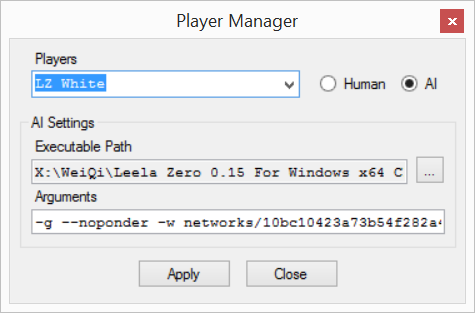 Player Manager
Players
LZ White
Human
AI
AI Settings
Executable Path
X:\WeiQi\Leela Zero 0.15 For Windows x64 C
...
Arguments
-g --noponder -w networks/10bc10423a73b54f282a
Apply
Close